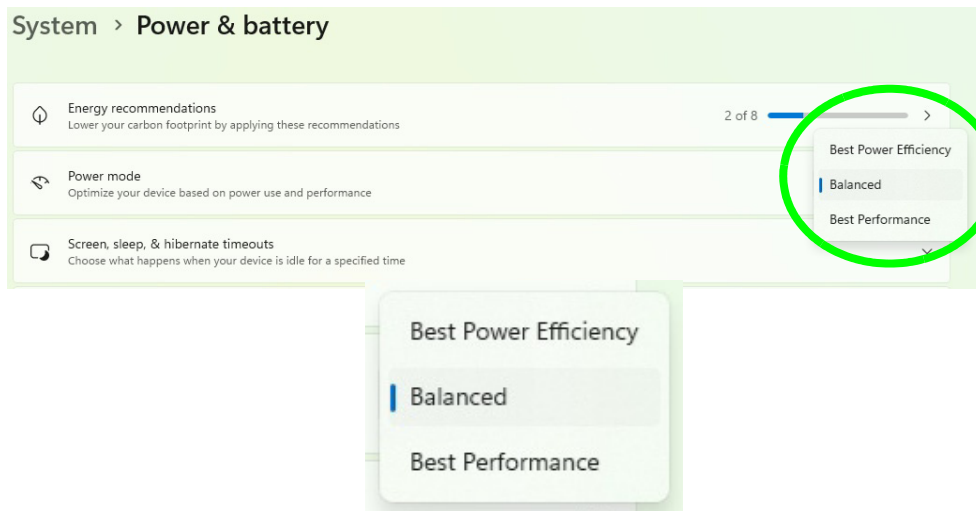 System > Power & battery
Energy recommendations
Lower your carbon footprint by applying these recommendations
2 of 8
Power mode
Optimize your device based on power use and performance
Screen, sleep, & hibernate timeouts
Choose what happens when your device is idle for a specified time
Best Power Efficiency
Balanced
Best Performance
Best Power Efficiency
Balanced
Best Performance